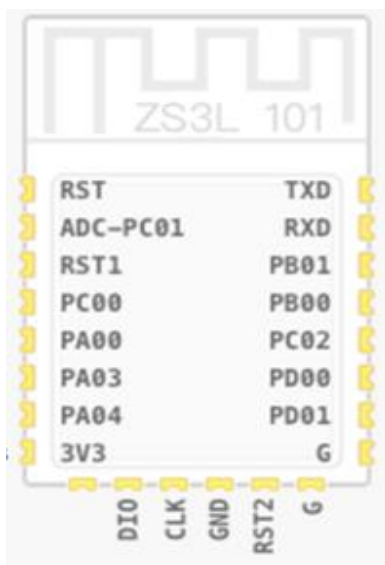 ZS3L 101
RST TXD
ADC-PC01 RXD
RST1 PB01
PC00 PB00
PA00 PC02
PA03 PD00
PA04 PD01
3V3 G
DIO CLK GND RST2 G